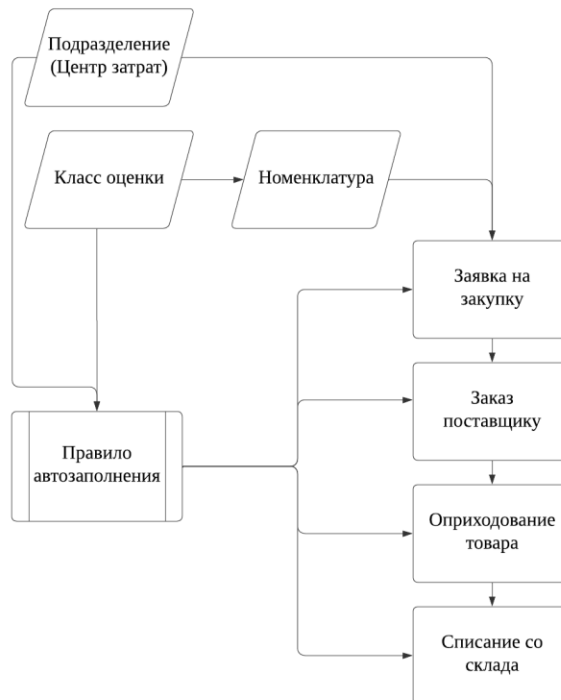 Подразделение
(Центр затрат)
Класс оценки
Номенклатура
Заявка на
закупку
Заказ
поставщику
Правило
автозаполнения
Оприходование
товара
Списание со
склада